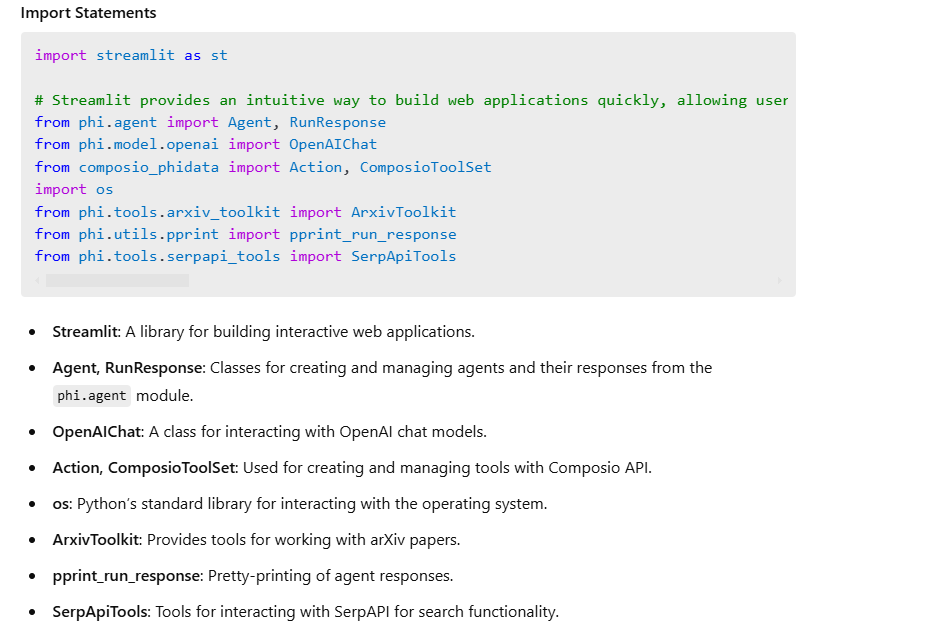 Import Statements
import streamlit as st
# Streamlit provides an intuitive way to build web applications quickly, allowing user
from phi.agent import Agent, RunResponse
from phi.model.openai import OpenAIChat
from composio_phidata import Action, ComposioToolSet
import os
from phi.tools.arxiv_toolkit import ArxivToolkit
from phi.utils.pprint import pprint_run_response
from phi.tools.serpapi_tools import SerpApiTools
• Streamlit: A library for building interactive web applications.
• Agent, RunResponse: Classes for creating and managing agents and their responses from the
phi.agent module.
• OpenAIChat: A class for interacting with OpenAI chat models.
• Action, ComposioToolSet: Used for creating and managing tools with Composio API.
• os: Python’s standard library for interacting with the operating system.
• ArxivToolkit: Provides tools for working with arXiv papers.
• pprint_run_response: Pretty-printing of agent responses.
• SerpApiTools: Tools for interacting with SerpAPI for search functionality.